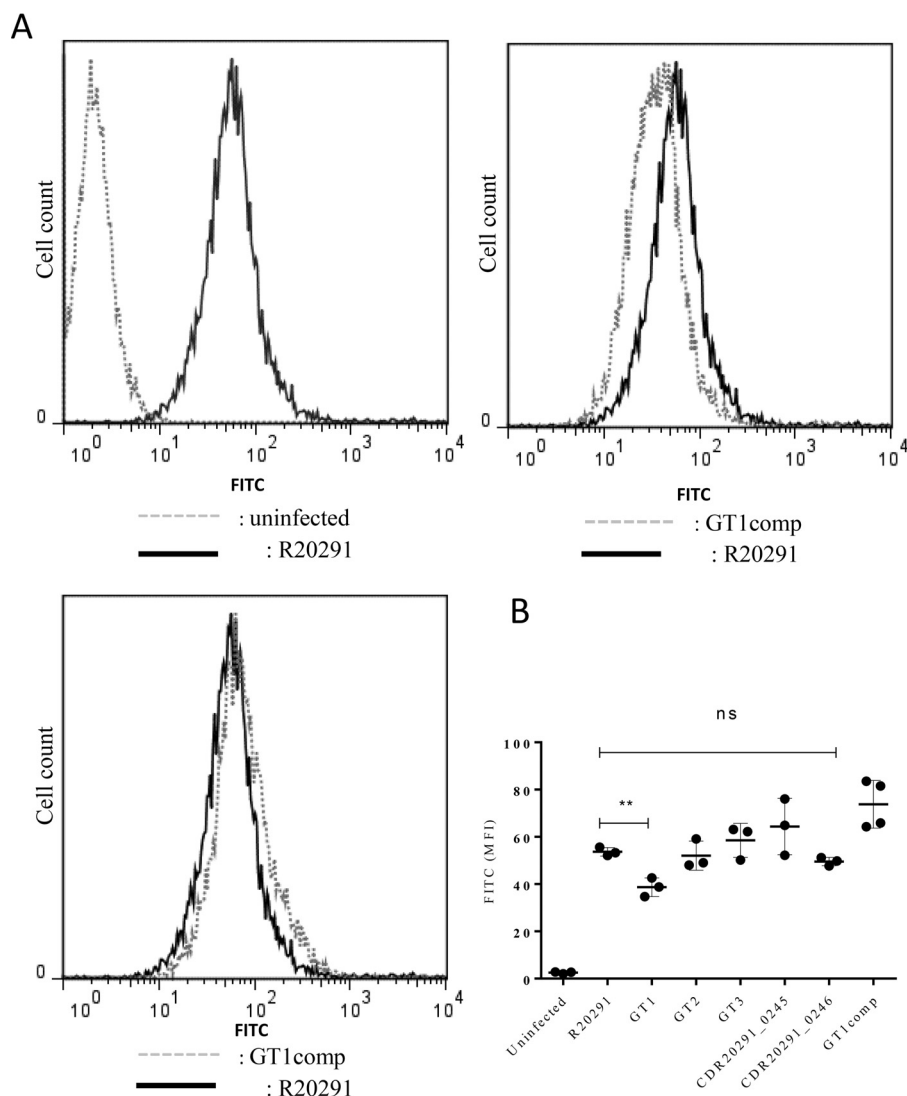 A
Cell count
0
10^0 10^1 10^2 10^3 10^4
FITC
: uninfected
: R20291
Cell count
0
10^0 10^1 10^2 10^3 10^4
FITC
: GT1comp
: R20291
Cell count
0
10^0 10^1 10^2 10^3 10^4
FITC
: GT1comp
: R20291
B
ns
**
FITC (MFI)
100
80
60
40
20
0
Uninfected
R20291
GT1
GT2
GT3
CDR20291_0245
CDR20291_0246
GT1comp